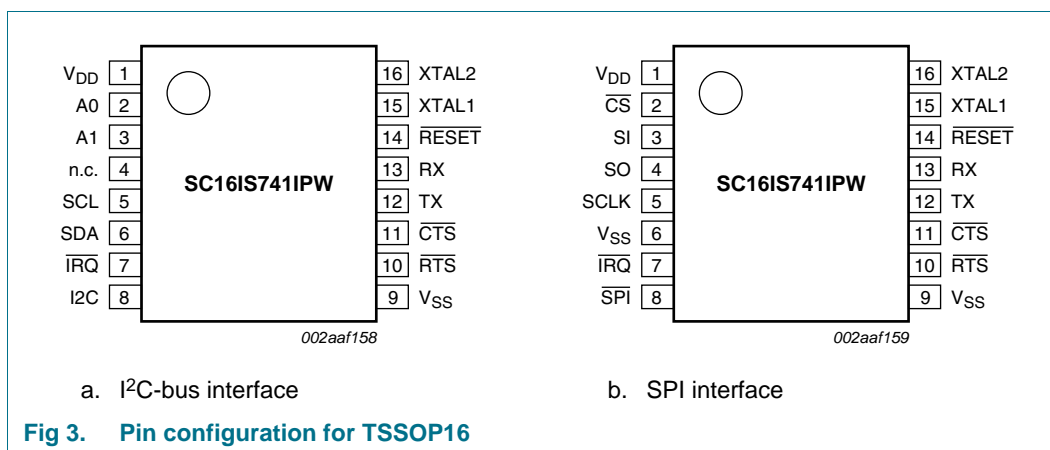 VDD 1
A0 2
A1 3
n.c. 4
SCL 5
SDA 6
IRQ 7
I2C 8
SC16IS741IPW
16 XTAL2
15 XTAL1
14 RESET
13 RX
12 TX
11 CTS
10 RTS
9 VSS
002aaf158
a. I2C-bus interface
VDD 1
CS 2
SI 3
SO 4
SCLK 5
VSS 6
IRQ 7
SPI 8
SC16IS741IPW
16 XTAL2
15 XTAL1
14 RESET
13 RX
12 TX
11 CTS
10 RTS
9 VSS
002aaf159
b. SPI interface
Fig 3. Pin configuration for TSSOP16